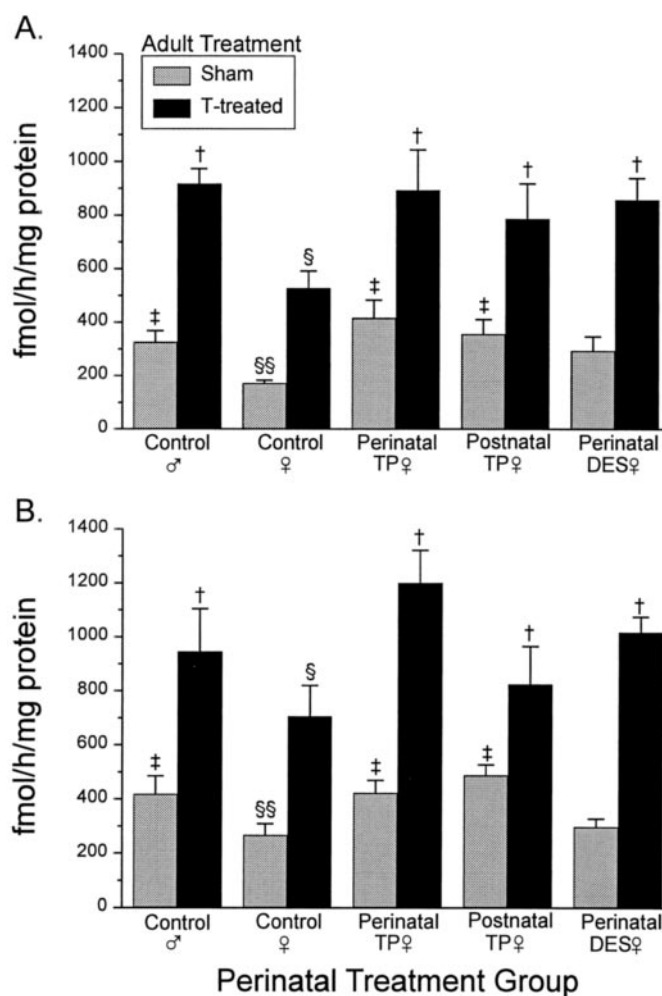 A.
Adult Treatment
Sham
T-treated
1400
1200
1000
800
600
400
200
0
fmol/h/mg protein
‡ † §§ § ‡ † ‡ † †
Control Control Perinatal Postnatal Perinatal
♂ ♀ TP♀ TP♀ DES♀
B.
1400
1200
1000
800
600
400
200
0
fmol/h/mg protein
‡ † §§ § ‡ † ‡ † †
Control Control Perinatal Postnatal Perinatal
♂ ♀ TP♀ TP♀ DES♀
Perinatal Treatment Group